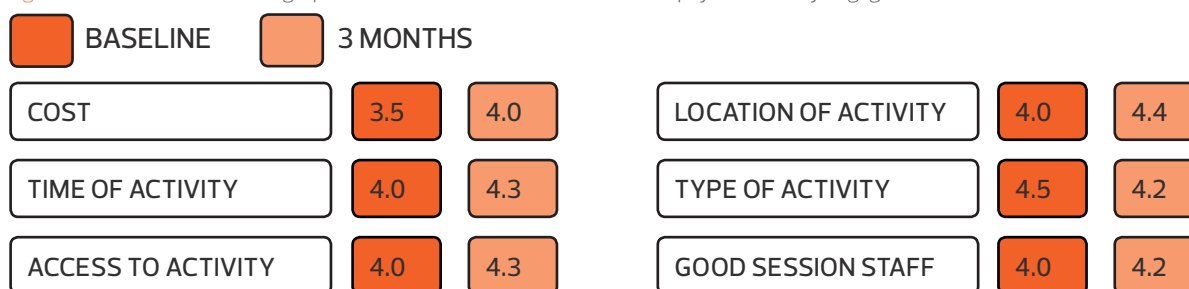 BASELINE 3 MONTHS
COST 3.5 4.0 LOCATION OF ACTIVITY 4.0 4.4
TIME OF ACTIVITY 4.0 4.3 TYPE OF ACTIVITY 4.5 4.2
ACCESS TO ACTIVITY 4.0 4.3 GOOD SESSION STAFF 4.0 4.2